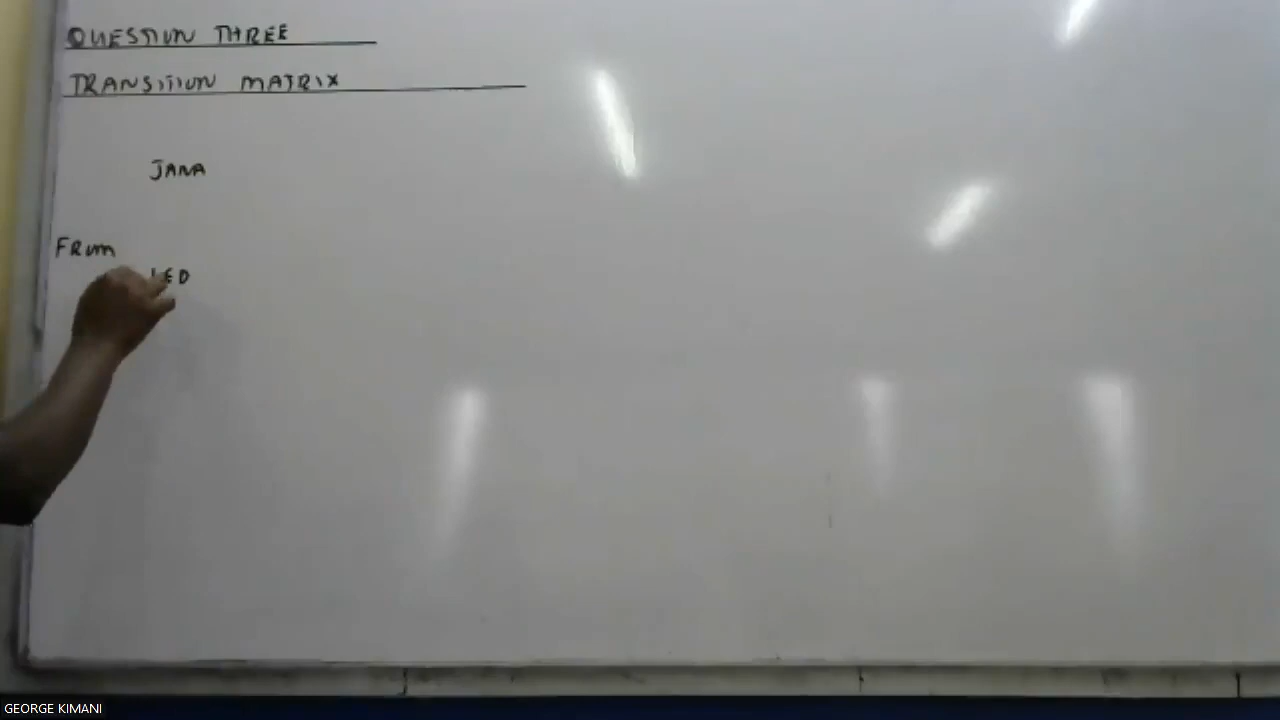 QUESTION THREE
TRANSITION MATRIX
JANA
FROM
GEORGE KIMANI